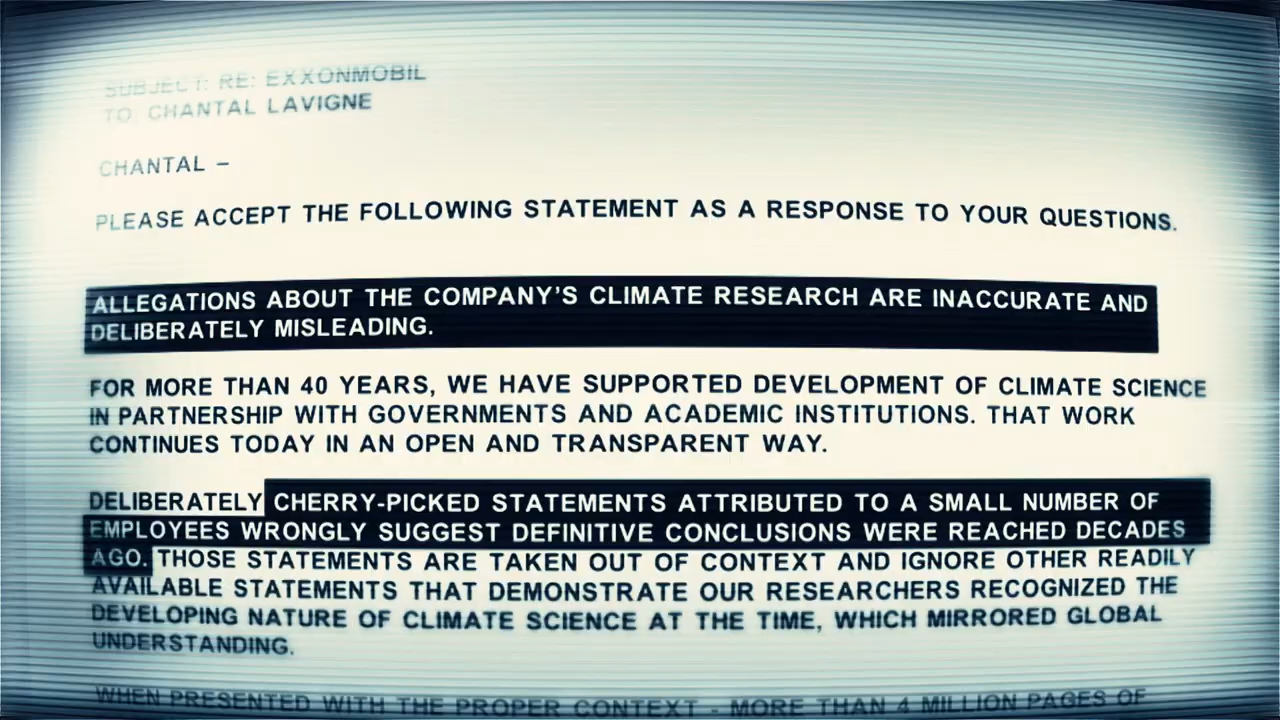 SUBJECT: RE: EXXONMOBIL
TO: CHANTAL LAVIGNE
CHANTAL –
PLEASE ACCEPT THE FOLLOWING STATEMENT AS A RESPONSE TO YOUR QUESTIONS.
ALLEGATIONS ABOUT THE COMPANY'S CLIMATE RESEARCH ARE INACCURATE AND
DELIBERATELY MISLEADING.
FOR MORE THAN 40 YEARS, WE HAVE SUPPORTED DEVELOPMENT OF CLIMATE SCIENCE
IN PARTNERSHIP WITH GOVERNMENTS AND ACADEMIC INSTITUTIONS. THAT WORK
CONTINUES TODAY IN AN OPEN AND TRANSPARENT WAY.
DELIBERATELY CHERRY-PICKED STATEMENTS ATTRIBUTED TO A SMALL NUMBER OF
EMPLOYEES WRONGLY SUGGEST DEFINITIVE CONCLUSIONS WERE REACHED DECADES
AGO. THOSE STATEMENTS ARE TAKEN OUT OF CONTEXT AND IGNORE OTHER READILY
AVAILABLE STATEMENTS THAT DEMONSTRATE OUR RESEARCHERS RECOGNIZED THE
DEVELOPING NATURE OF CLIMATE SCIENCE AT THE TIME, WHICH MIRRORED GLOBAL
UNDERSTANDING.
WHEN PRESENTED WITH THE PROPER CONTEXT - MORE THAN 4 MILLION PAGES OF